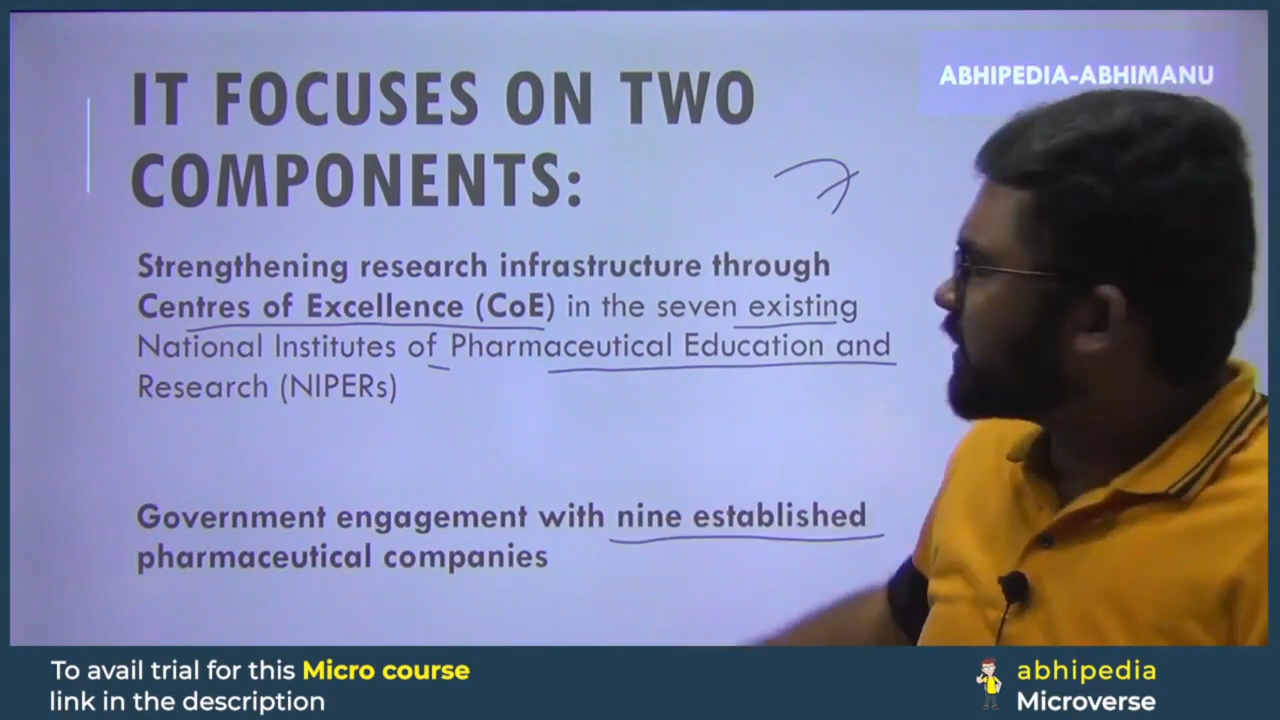 ABHIPEDIA-ABHIMANU
IT FOCUSES ON TWO
COMPONENTS:
Strengthening research infrastructure through
Centres of Excellence (CoE) in the seven existing
National Institutes of Pharmaceutical Education and
Research (NIPERs)
Government engagement with nine established
pharmaceutical companies
To avail trial for this Micro course
link in the description
abhipedia
Microverse